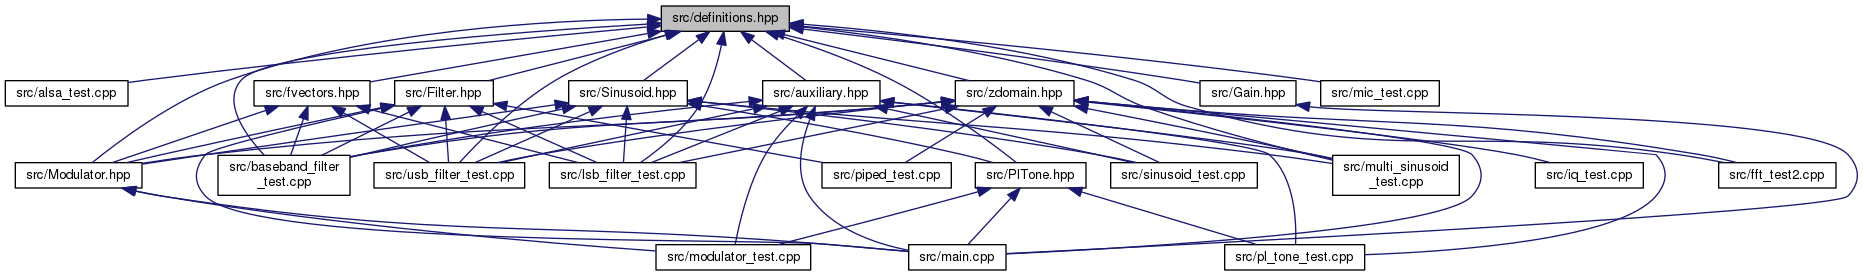 src/definitions.hpp
src/alsa_test.cpp
src/fvectors.hpp
src/Filter.hpp
src/Sinusoid.hpp
src/auxiliary.hpp
src/zdomain.hpp
src/Gain.hpp
src/mic_test.cpp
src/Modulator.hpp
src/baseband_filter
_test.cpp
src/usb_filter_test.cpp
src/lsb_filter_test.cpp
src/piped_test.cpp
src/PlTone.hpp
src/sinusoid_test.cpp
src/multi_sinusoid
_test.cpp
src/iq_test.cpp
src/fft_test2.cpp
src/modulator_test.cpp
src/main.cpp
src/pl_tone_test.cpp